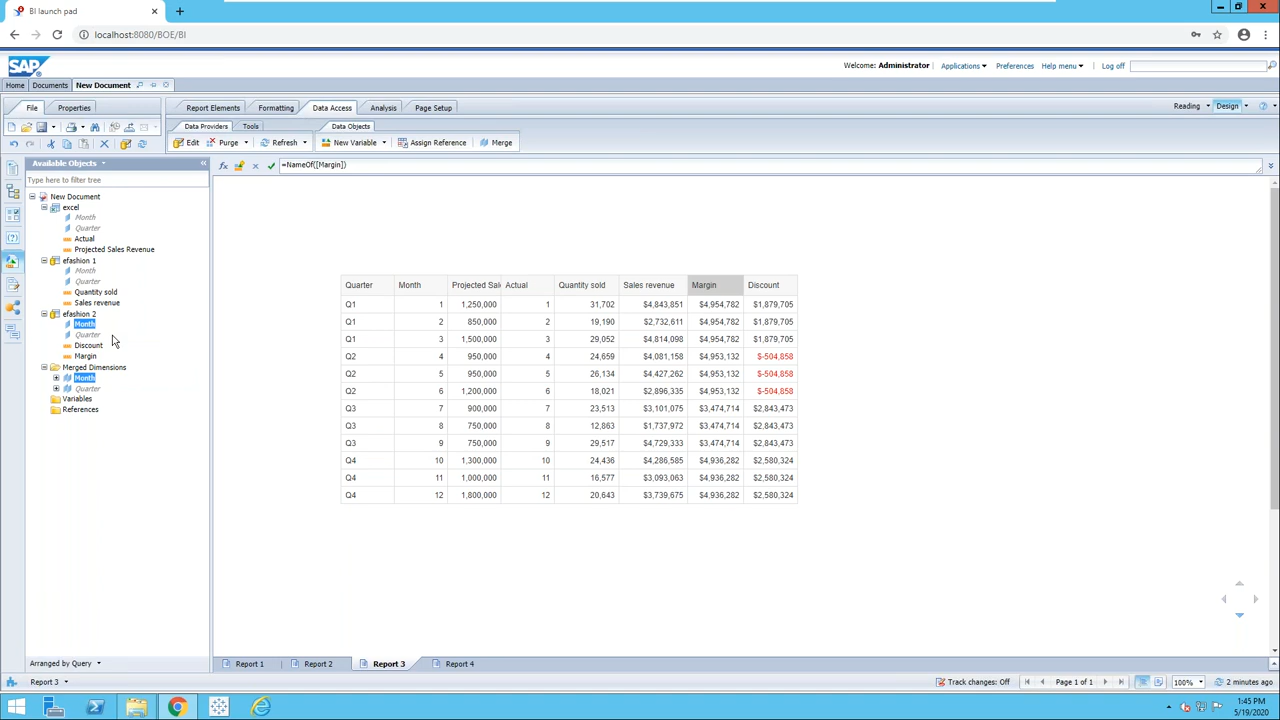 BI launch pad
localhost:8080/BOE/BI
SAP
Welcome: Administrator Applications Preferences Help menu Log off
Home Documents New Document
File Properties Report Elements Formatting Data Access Analysis Page Setup Reading Design
Data Providers Tools Data Objects
Edit Purge Refresh New Variable Assign Reference Merge
Available Objects
fx =NameOf([Margin])
Type here to filter tree
New Document
excel
Month
Quarter
Actual
Projected Sales Revenue
efashion 1
Month
Quarter
Quantity sold
Sales revenue
efashion 2
Month
Quarter
Discount
Margin
Merged Dimensions
Month
Quarter
Variables
References
Quarter Month Projected Sal Actual Quantity sold Sales revenue Margin Discount
Q1 1 1,250,000 1 31,702 $4,843,851 $4,954,782 $1,879,705
Q1 2 850,000 2 19,190 $2,732,611 $4,954,782 $1,879,705
Q1 3 1,500,000 3 29,052 $4,814,098 $4,954,782 $1,879,705
Q2 4 950,000 4 24,659 $4,081,158 $4,953,132 $-504,858
Q2 5 950,000 5 26,134 $4,427,262 $4,953,132 $-504,858
Q2 6 1,200,000 6 18,021 $2,896,335 $4,953,132 $-504,858
Q3 7 900,000 7 23,513 $3,101,075 $3,474,714 $2,843,473
Q3 8 750,000 8 12,863 $1,737,972 $3,474,714 $2,843,473
Q3 9 750,000 9 29,517 $4,729,333 $3,474,714 $2,843,473
Q4 10 1,300,000 10 24,436 $4,286,585 $4,936,282 $2,580,324
Q4 11 1,000,000 11 16,577 $3,093,063 $4,936,282 $2,580,324
Q4 12 1,800,000 12 20,643 $3,739,675 $4,936,282 $2,580,324
Arranged by Query
Report 1 Report 2 Report 3 Report 4
Report 3 Track changes: Off Page 1 of 1 100% 2 minutes ago
1:45 PM
5/19/2020